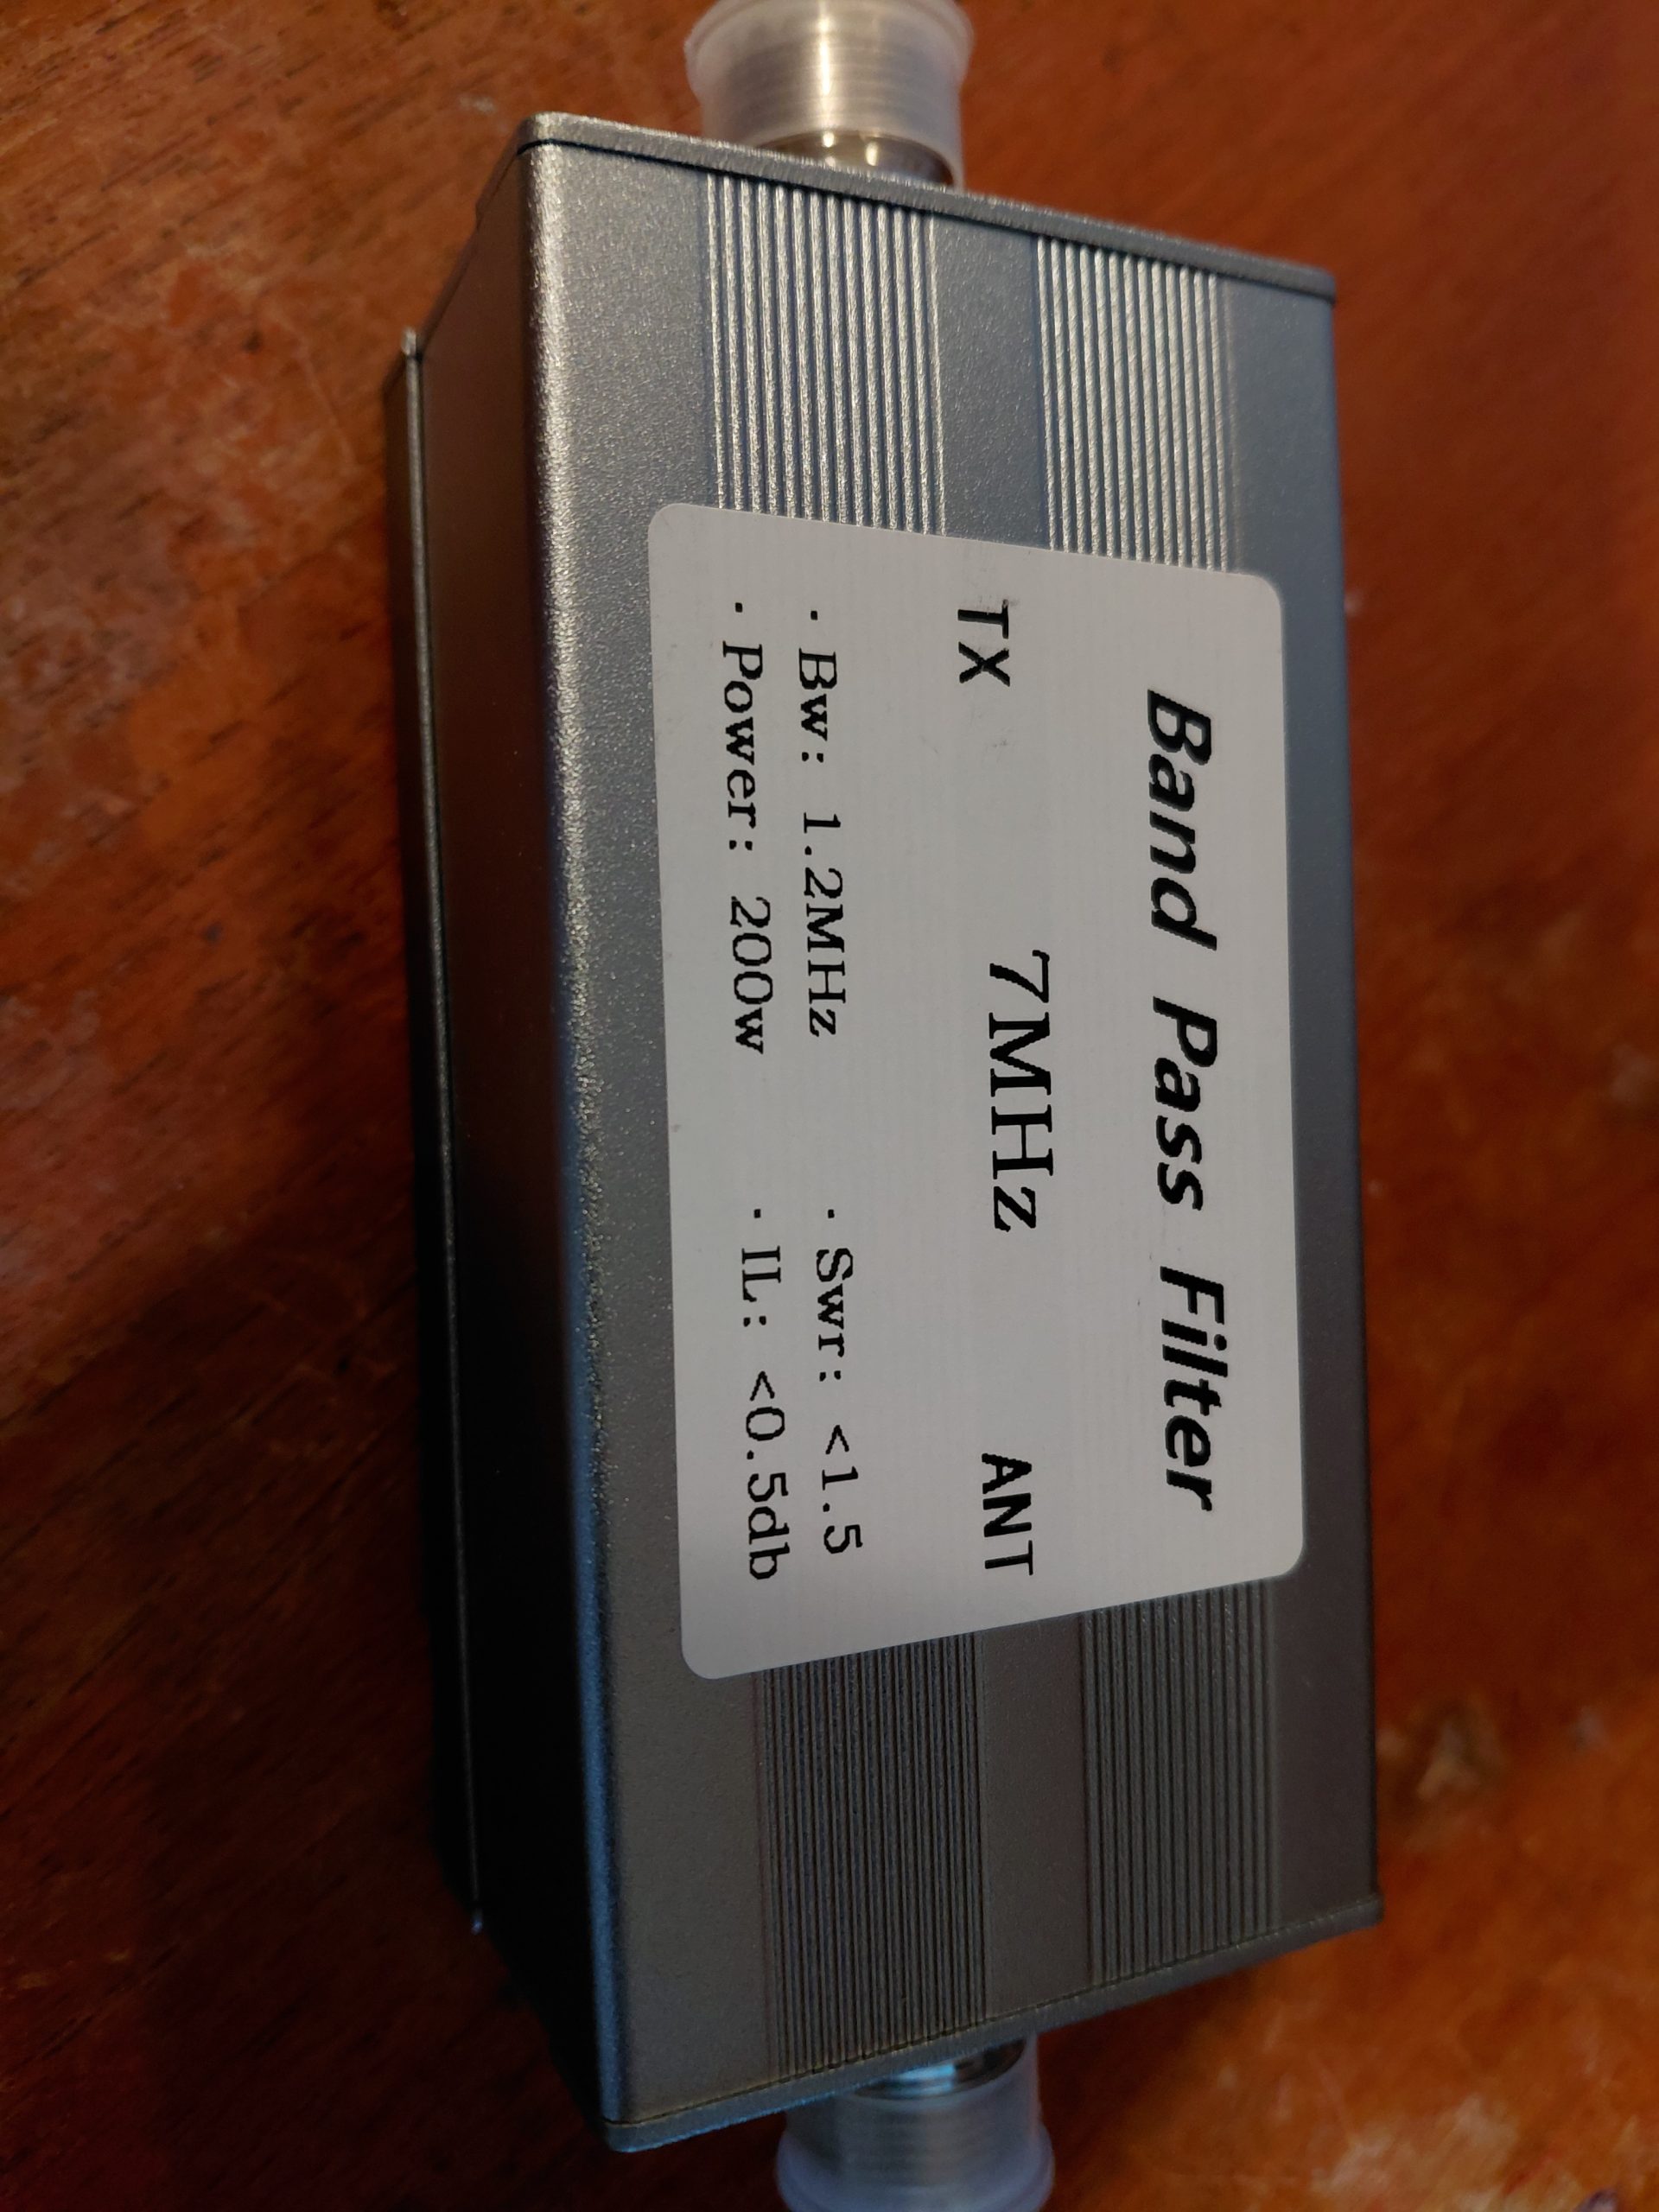 Band Pass Filter
TX 7MHz ANT
· Bw: 1.2MHz · Swr: <1.5
· Power: 200w · IL: <0.5db